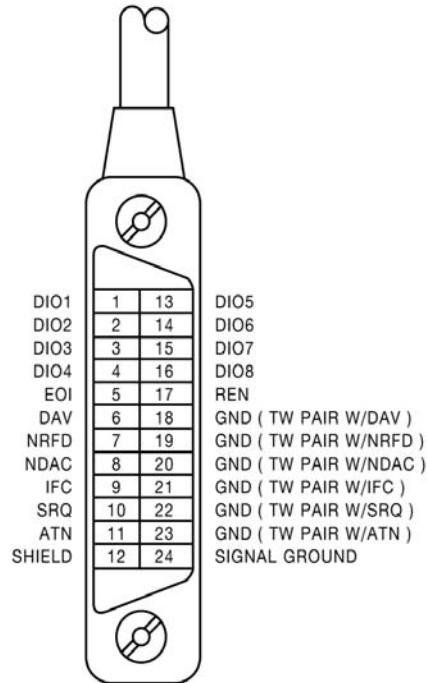 DIO1 1 13 DIO5
DIO2 2 14 DIO6
DIO3 3 15 DIO7
DIO4 4 16 DIO8
EOI 5 17 REN
DAV 6 18 GND ( TW PAIR W/DAV )
NRFD 7 19 GND ( TW PAIR W/NRFD )
NDAC 8 20 GND ( TW PAIR W/NDAC )
IFC 9 21 GND ( TW PAIR W/IFC )
SRQ 10 22 GND ( TW PAIR W/SRQ )
ATN 11 23 GND ( TW PAIR W/ATN )
SHIELD 12 24 SIGNAL GROUND